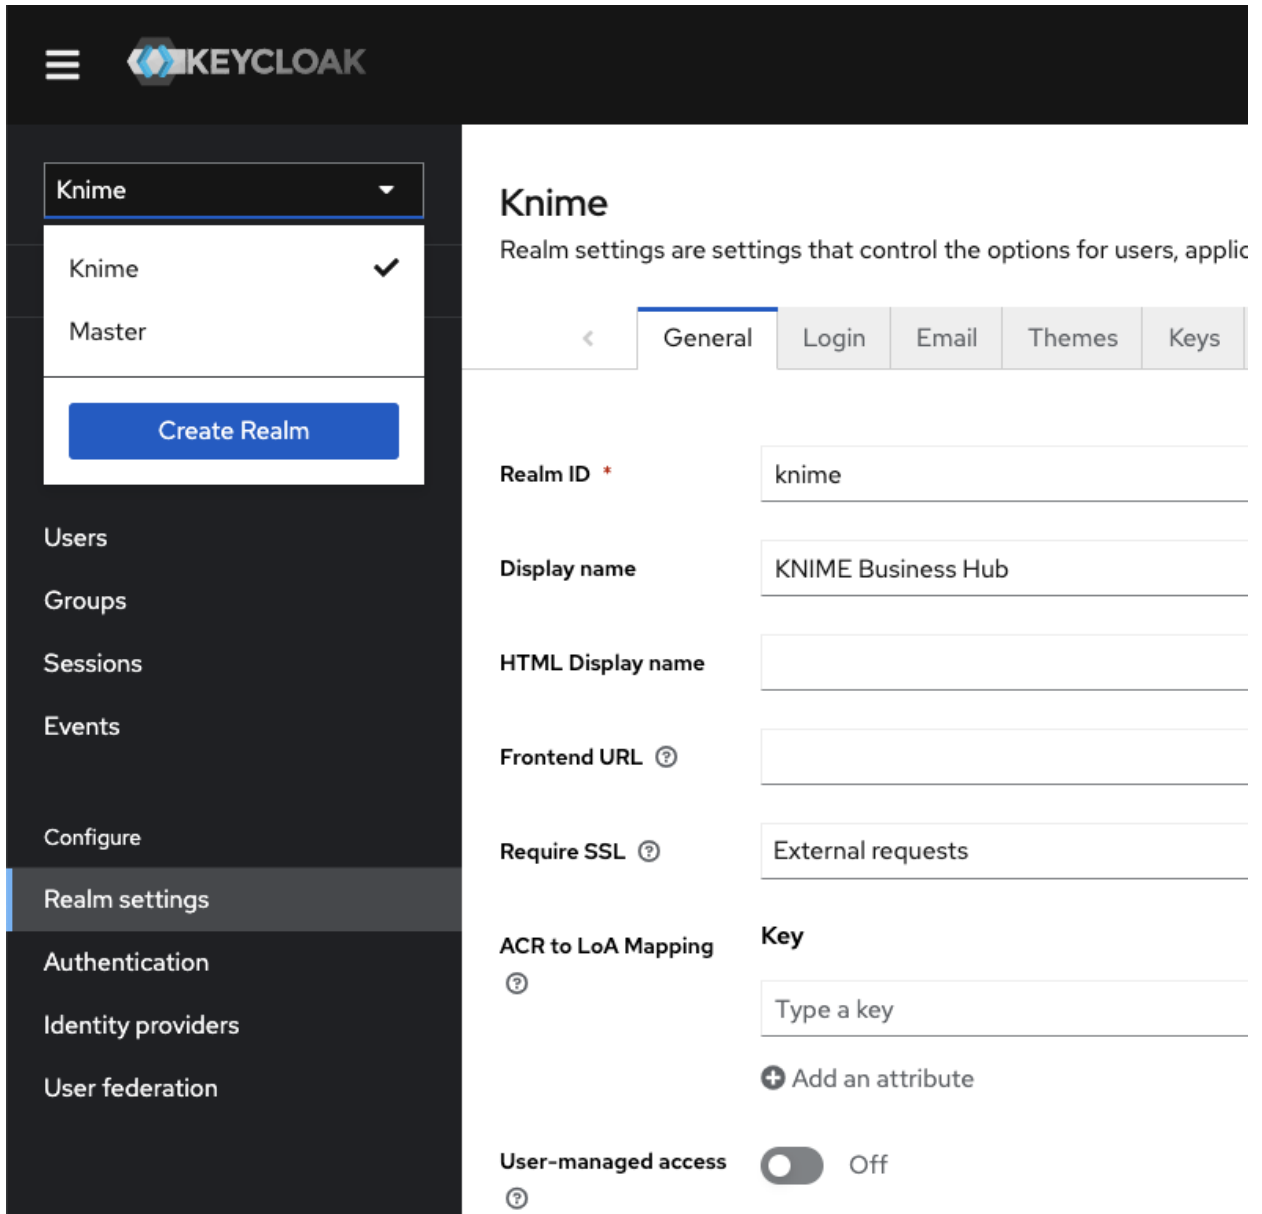 KEYCLOAK
Knime
Knime
Master
Create Realm
Users
Groups
Sessions
Events
Configure
Realm settings
Authentication
Identity providers
User federation
Knime
Realm settings are settings that control the options for users, applic
General Login Email Themes Keys
Realm ID * knime
Display name KNIME Business Hub
HTML Display name
Frontend URL
Require SSL External requests
ACR to LoA Mapping Key
Type a key
Add an attribute
User-managed access Off